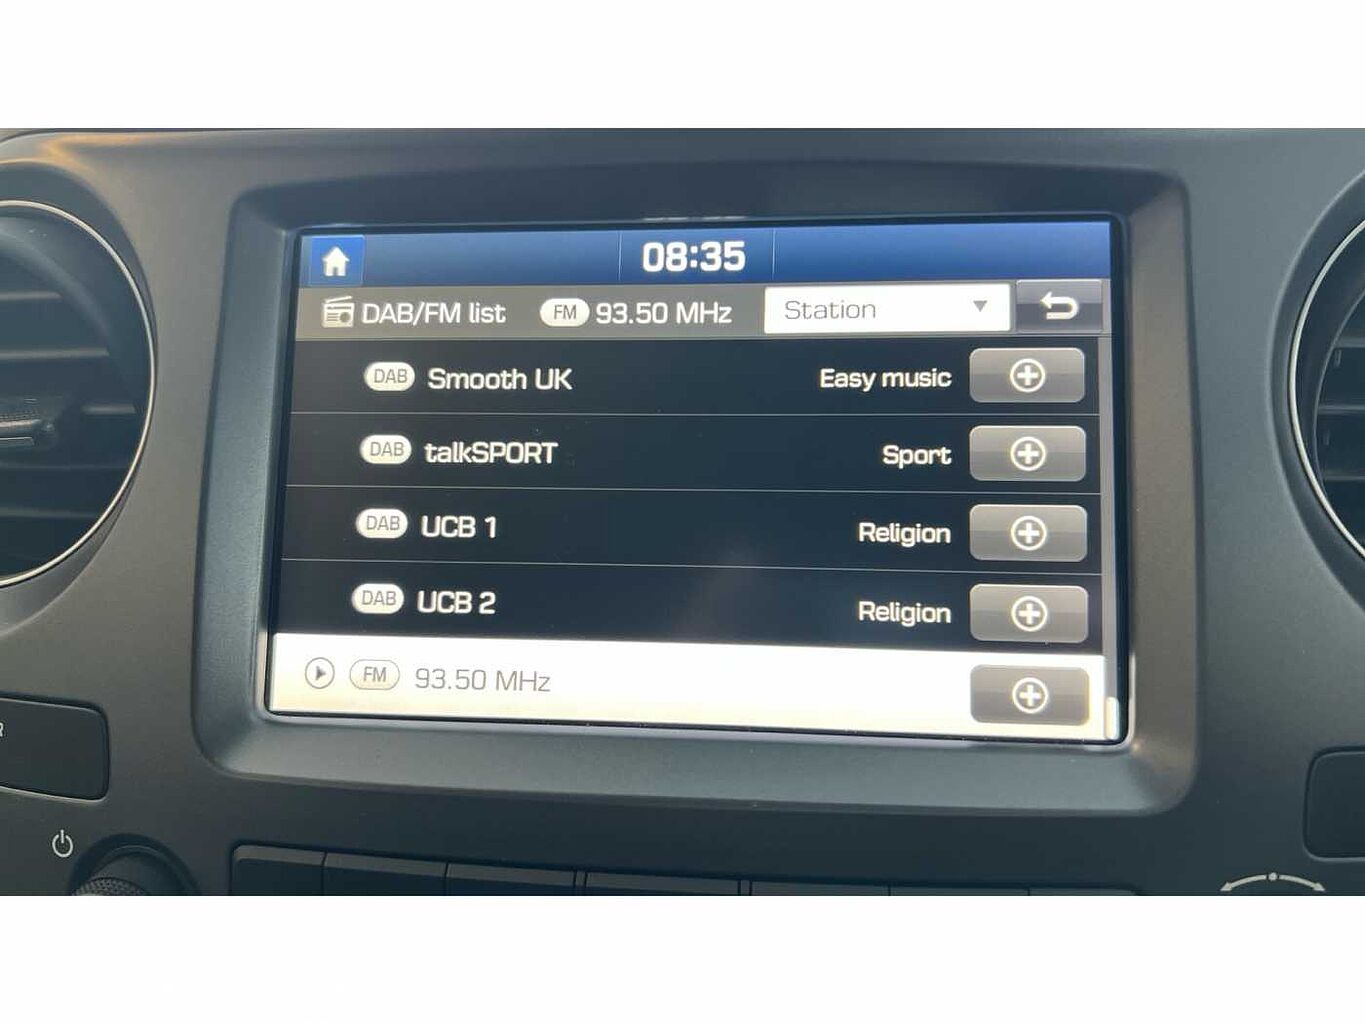 08:35
DAB/FM list FM 93.50 MHz Station
DAB Smooth UK Easy music
DAB talkSPORT Sport
DAB UCB 1 Religion
DAB UCB 2 Religion
FM 93.50 MHz